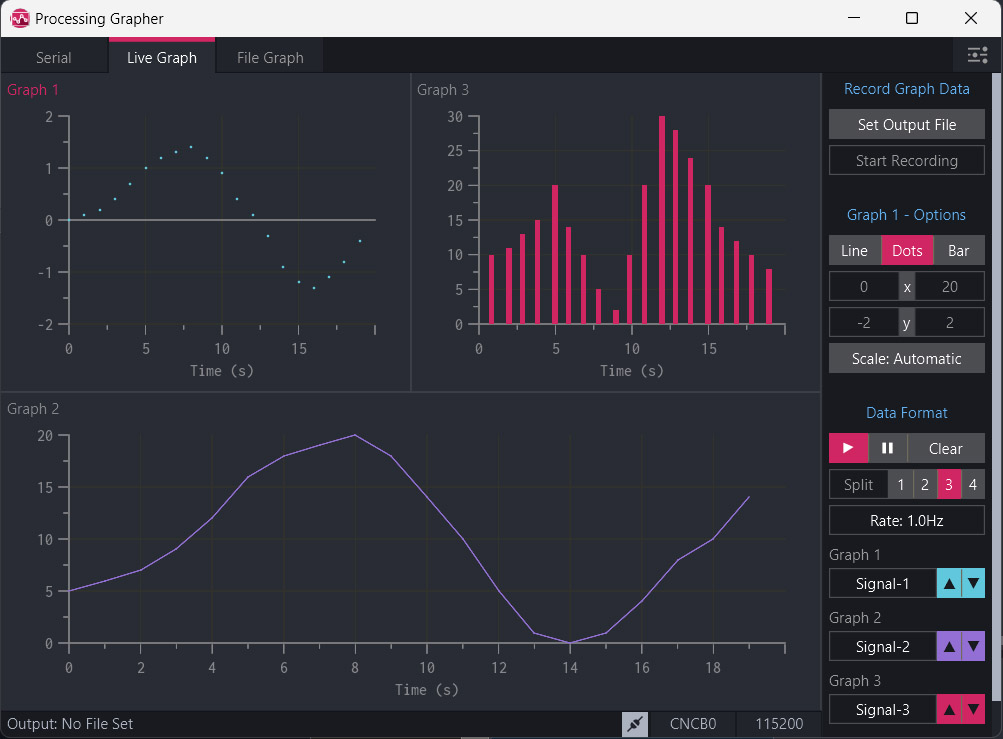 Processing Grapher
Serial Live Graph File Graph
Graph 1
2
1
0
-1
-2
0 5 10 15
Time (s)
Graph 3
30
25
20
15
10
5
0
0 5 10 15
Time (s)
Graph 2
20
15
10
5
0
0 2 4 6 8 10 12 14 16 18
Time (s)
Record Graph Data
Set Output File
Start Recording
Graph 1 - Options
Line Dots Bar
0 x 20
-2 y 2
Scale: Automatic
Data Format
Clear
Split 1 2 3 4
Rate: 1.0Hz
Graph 1
Signal-1
Graph 2
Signal-2
Graph 3
Signal-3
Output: No File Set CNCB0 115200